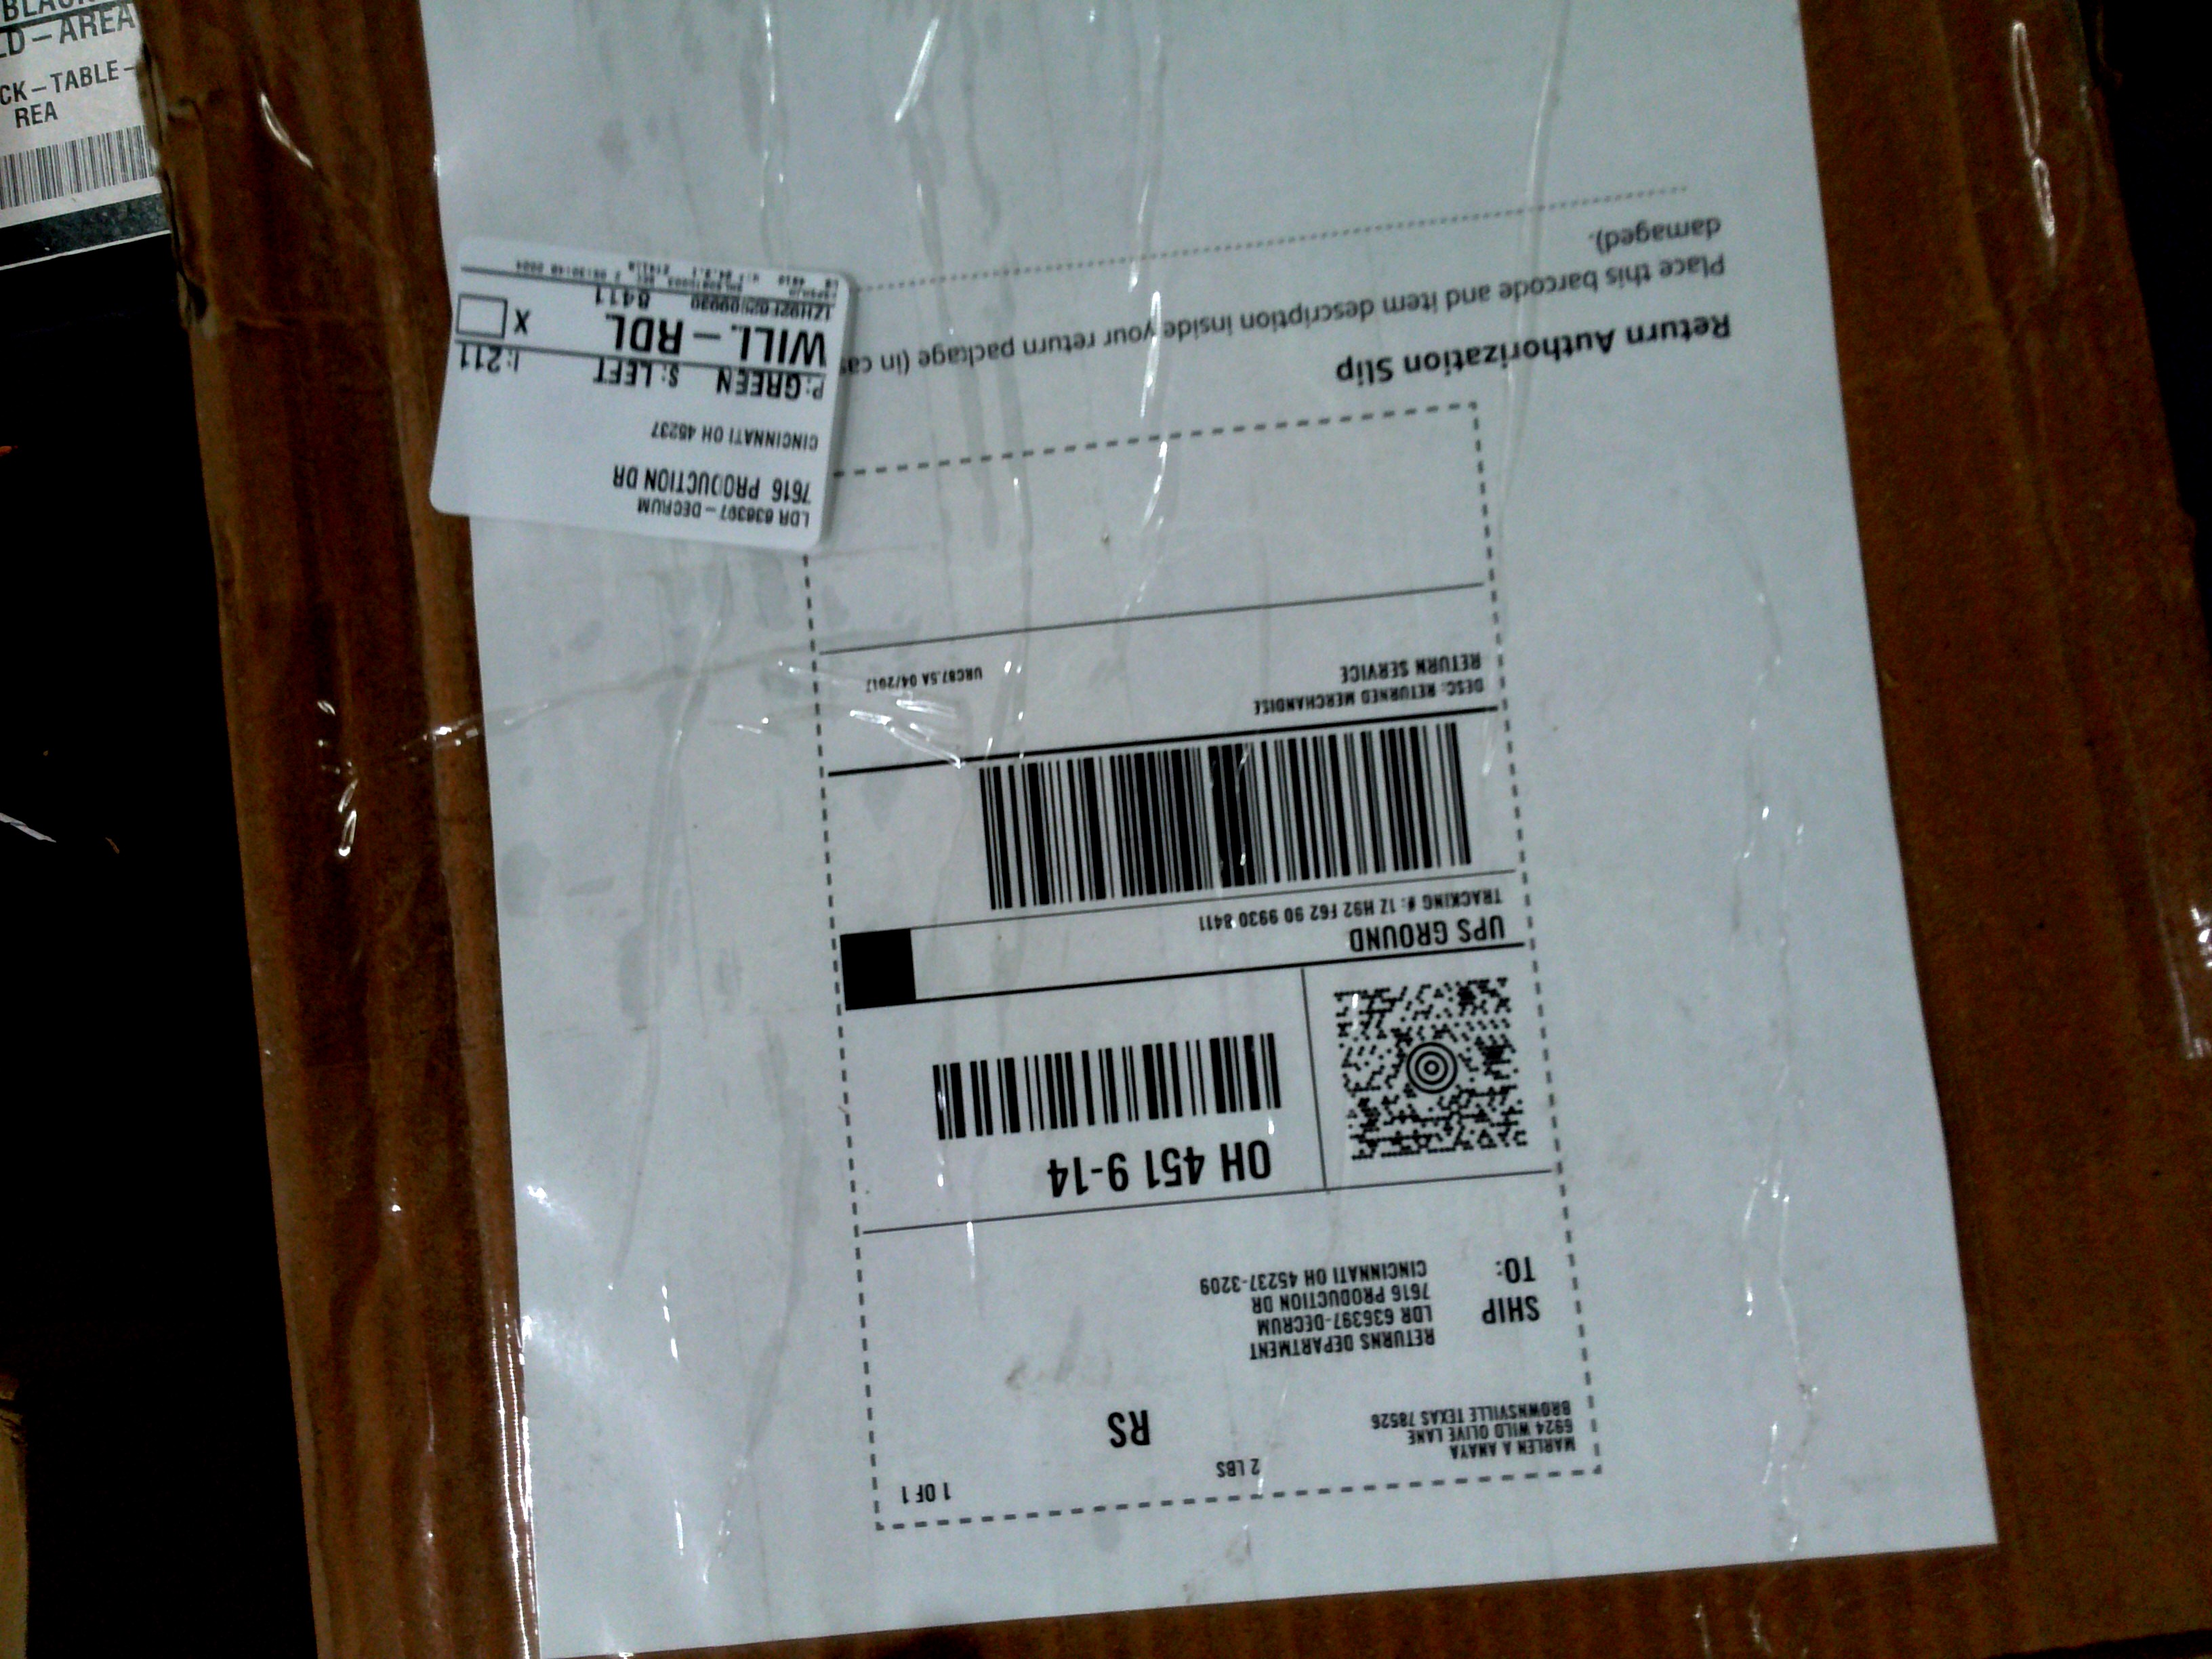 MARLEN A ANAYA
6924 WILD OLIVE LANE
BROWNSVILLE TEXAS 78526
2 LBS
1 OF 1
RS
SHIP
TO:
RETURNS DEPARTMENT
LDR 636397-DECRUM
7616 PRODUCTION DR
CINCINNATI OH 45237-3209
OH 451 9-14
UPS GROUND
TRACKING #: 1Z H92 F62 90 9930 8411
DESC: RETURNED MERCHANDISE
RETURN SERVICE
URC87.5A 04/2017
Return Authorization Slip
Place this barcode and item description inside your return package (in
damaged).
LDR 636397-DECRUM
7616 PRODUCTION DR
CINCINNATI OH 45237
P: GREEN S: LEFT I: 211
WILL-RDL X
8411
LD-AREA
CK-TABLE-
REA